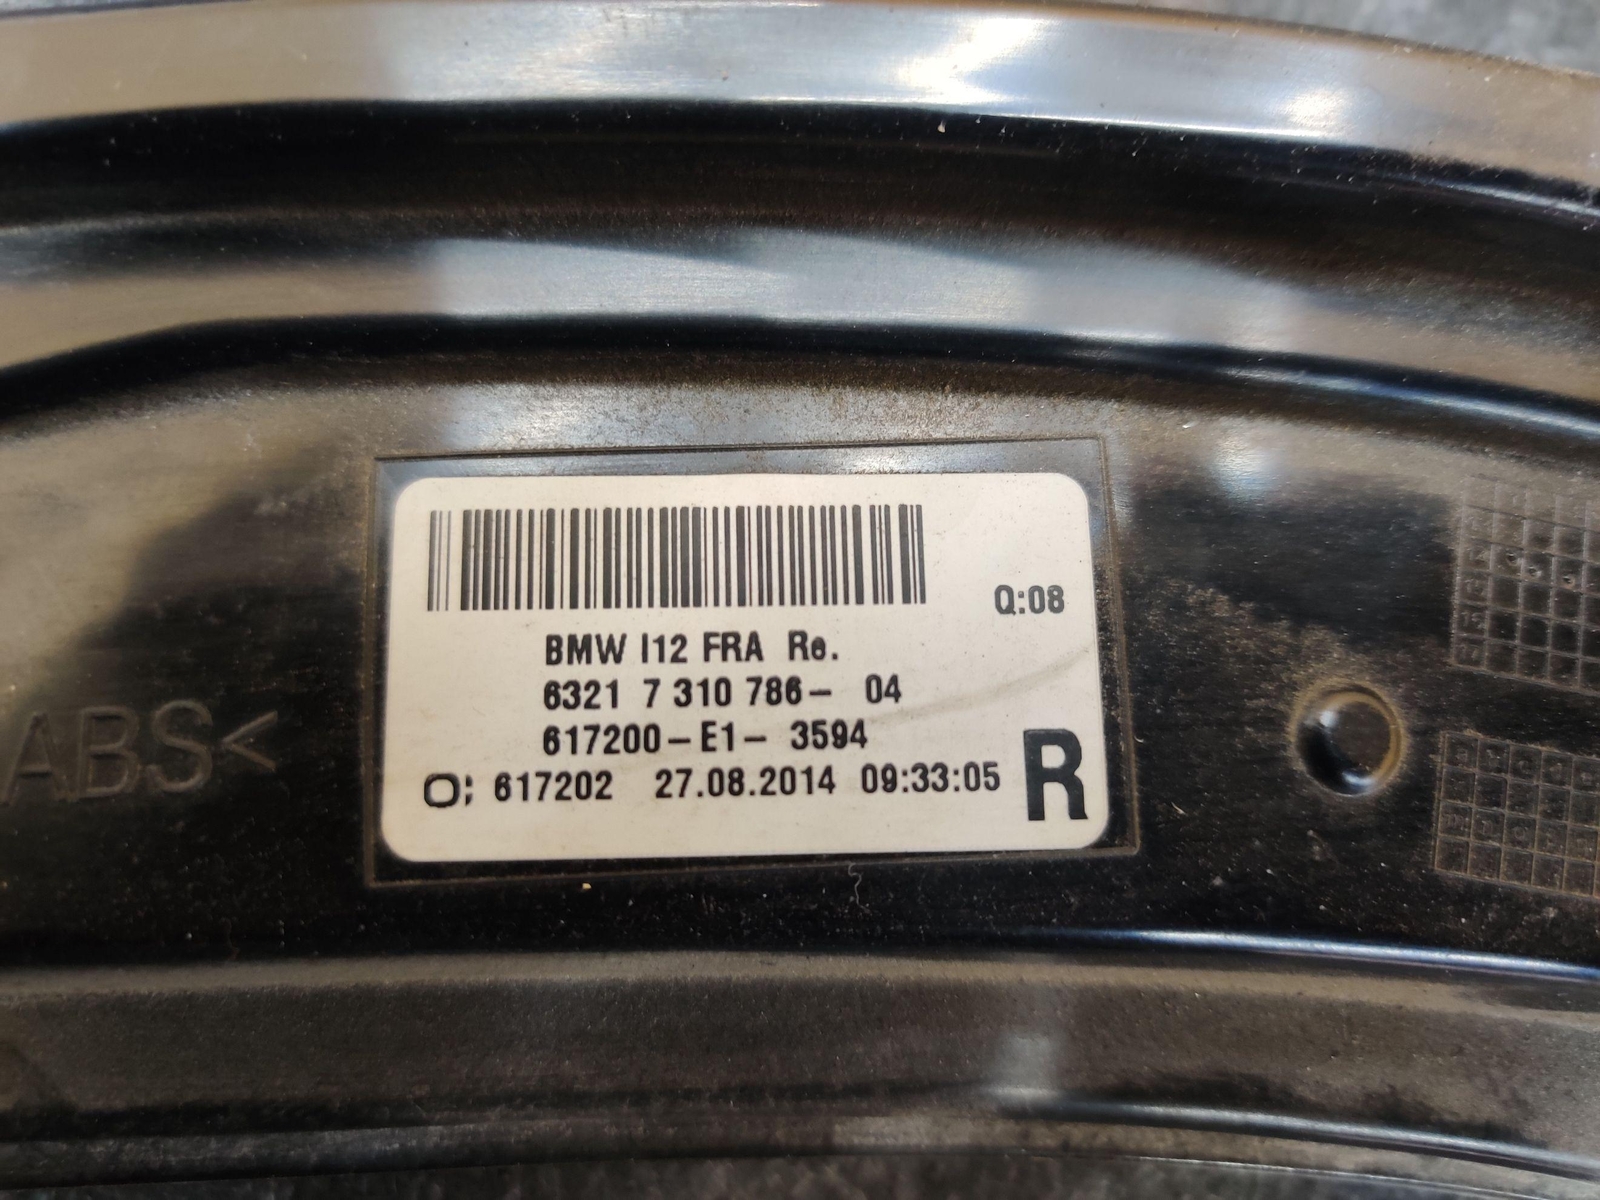 Q:08
BMW I12 FRA Re.
6321 7 310 786- 04
617200-E1- 3594
O; 617202 27.08.2014 09:33:05
R
ABS<